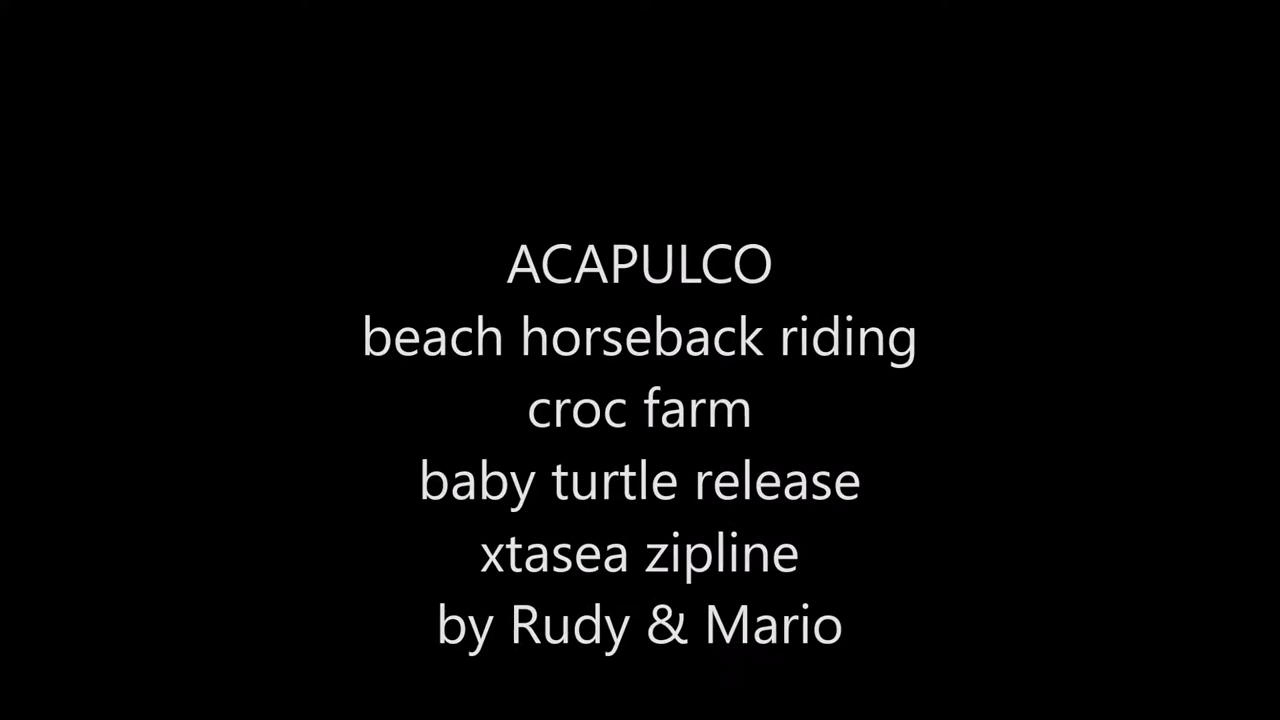 ACAPULCO
beach horseback riding
croc farm
baby turtle release
xtasea zipline
by Rudy & Mario